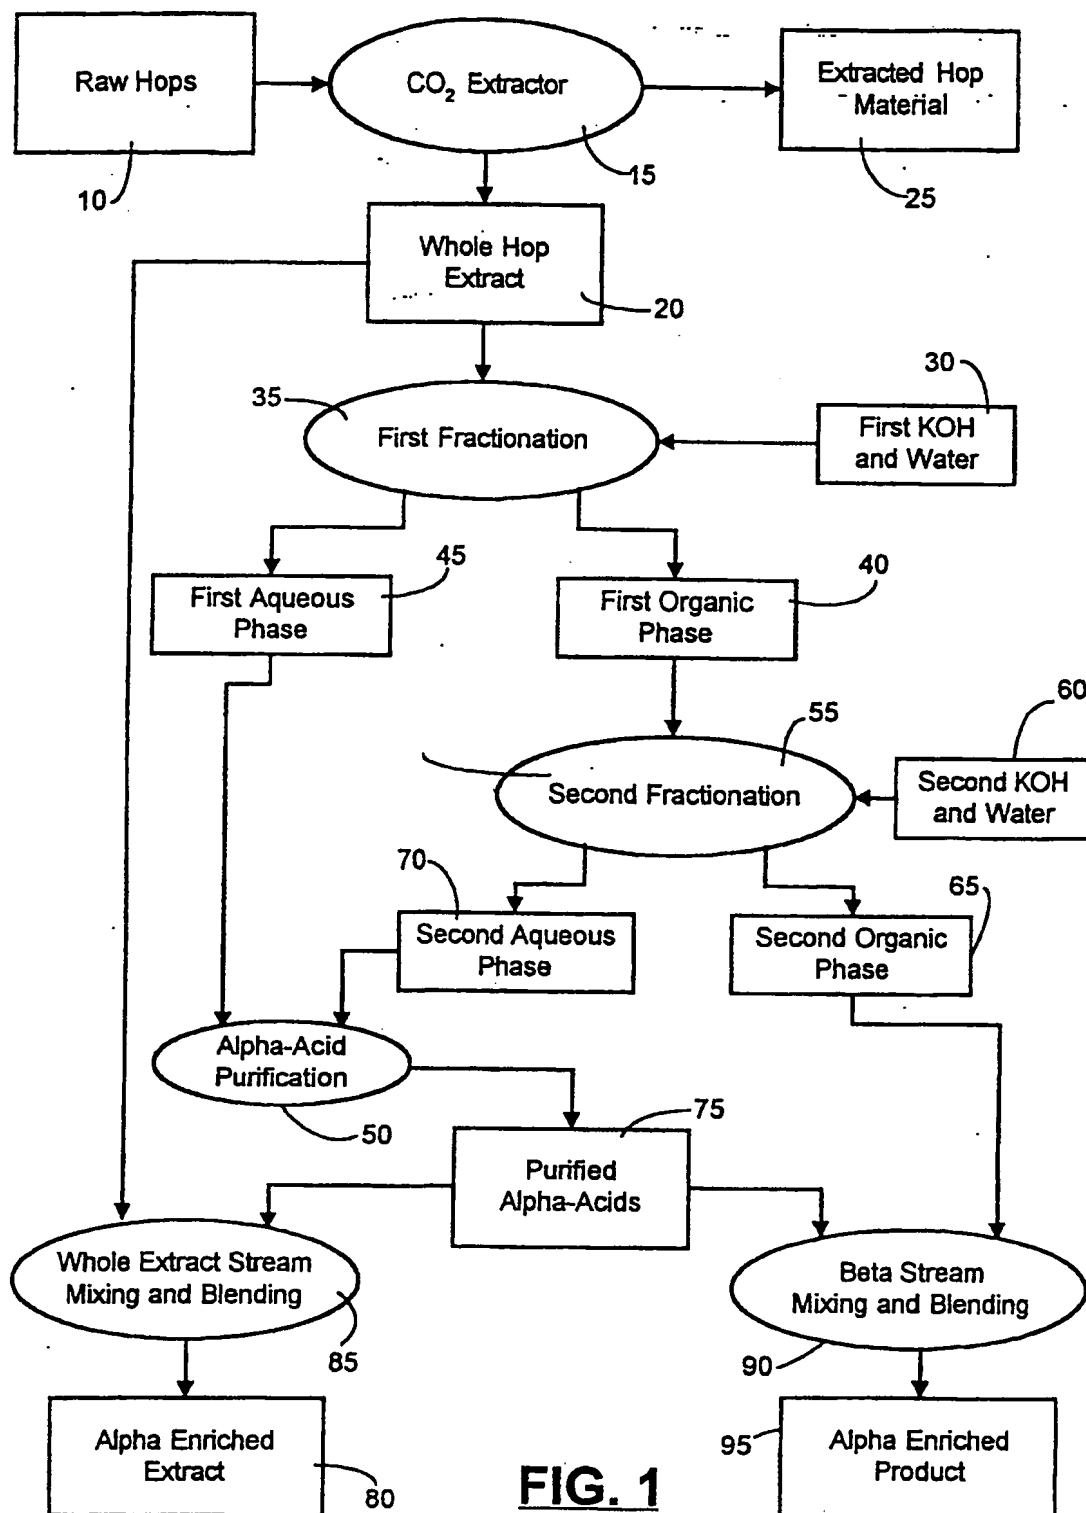 Raw Hops
CO₂ Extractor
Extracted Hop
Material
10
15
25
Whole Hop
Extract
20
30
35
First Fractionation
First KOH
and Water
45
40
First Aqueous
Phase
First Organic
Phase
60
55
Second Fractionation
Second KOH
and Water
70
65
Second Aqueous
Phase
Second Organic
Phase
Alpha-Acid
Purification
50
75
Purified
Alpha-Acids
Whole Extract Stream
Mixing and Blending
85
Beta Stream
Mixing and Blending
90
Alpha Enriched
Extract
80
95
Alpha Enriched
Product
FIG. 1